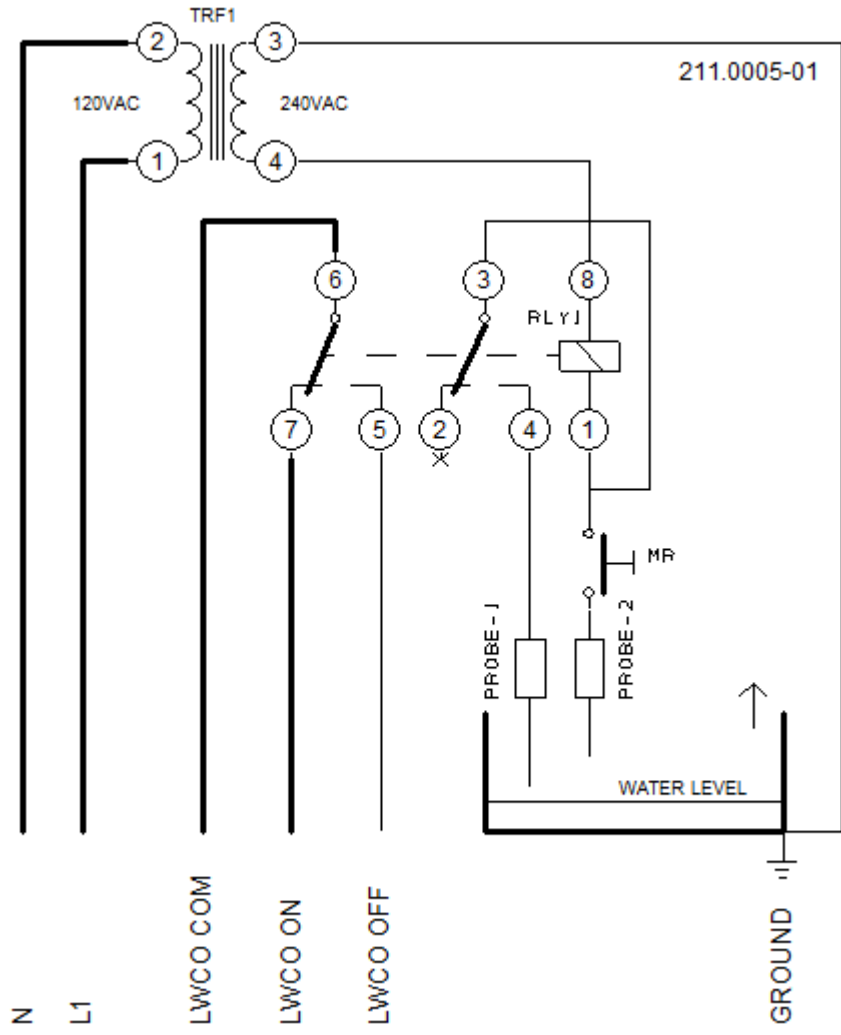 TRF1
2
3
211.0005-01
120VAC
240VAC
1
4
6
3
8
RLY1
7
5
2
4
1
MR
PROBE-1
PROBE-2
WATER LEVEL
N
L1
LWCO COM
LWCO ON
LWCO OFF
GROUND